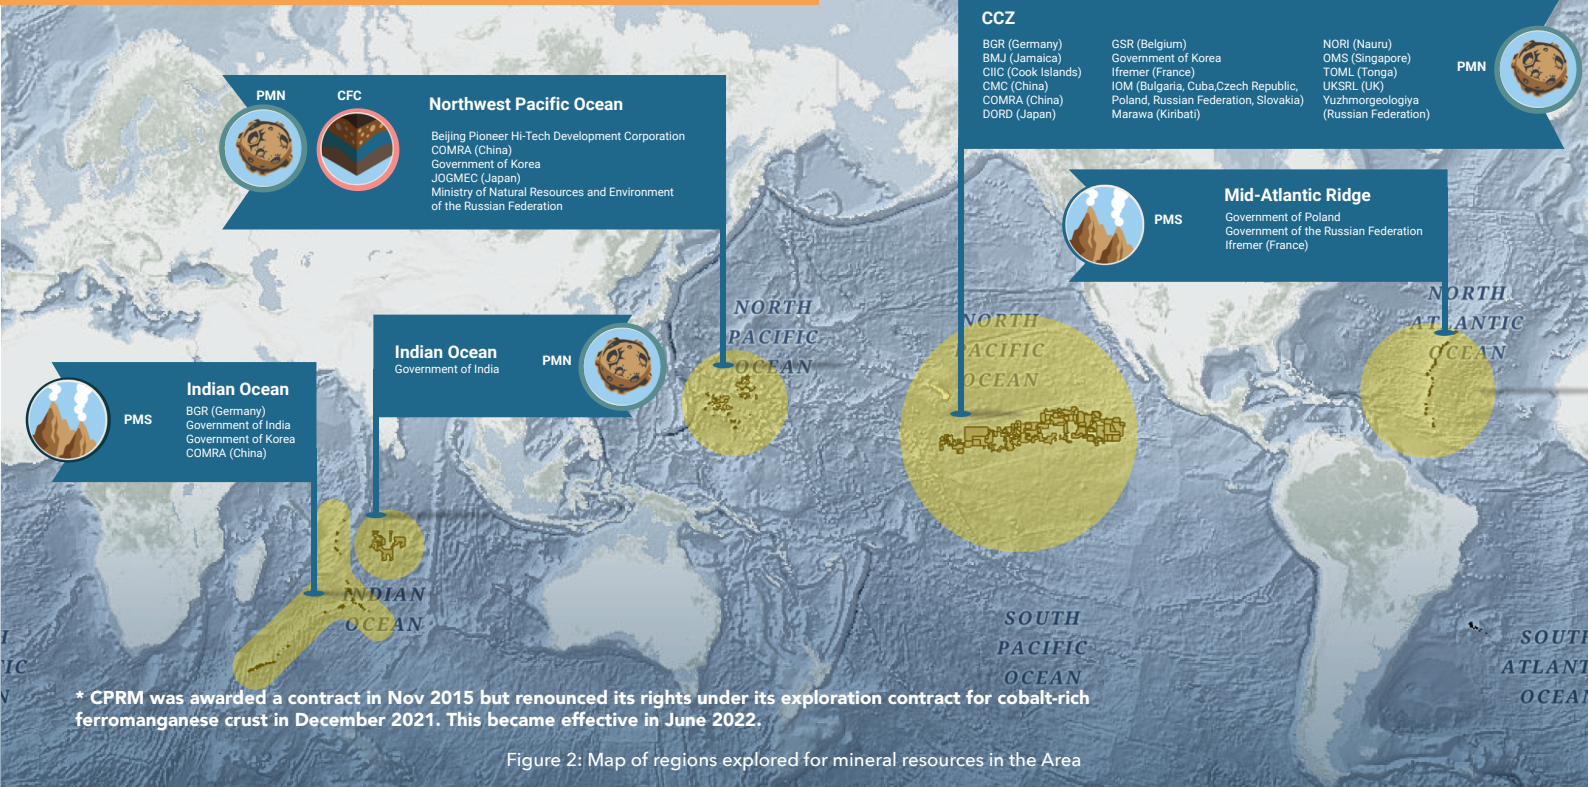 CCZ
BGR (Germany)
BMJ (Jamaica)
CIIC (Cook Islands)
CMC (China)
COMRA (China)
DORD (Japan)
GSR (Belgium)
Government of Korea
Ifremer (France)
IOM (Bulgaria, Cuba,Czech Republic,
Poland, Russian Federation, Slovakia)
Marawa (Kiribati)
NORI (Nauru)
OMS (Singapore)
TOML (Tonga)
UKSRL (UK)
Yuzhmorgeologiya
(Russian Federation)
PMN
PMN
CFC
Northwest Pacific Ocean
Beijing Pioneer Hi-Tech Development Corporation
COMRA (China)
Government of Korea
JOGMEC (Japan)
Ministry of Natural Resources and Environment
of the Russian Federation
PMS
Mid-Atlantic Ridge
Government of Poland
Government of the Russian Federation
Ifremer (France)
Indian Ocean
Government of India
PMN
PMS
Indian Ocean
BGR (Germany)
Government of India
Government of Korea
COMRA (China)
NORTH
PACIFIC
OCEAN
NORTH
PACIFIC
OCEAN
NORTH
ATLANTIC
OCEAN
INDIAN
OCEAN
SOUTH
PACIFIC
OCEAN
SOUTH
ATLANT
OCEAN
H
IC
N
* CPRM was awarded a contract in Nov 2015 but renounced its rights under its exploration contract for cobalt-rich
ferromanganese crust in December 2021. This became effective in June 2022.
Figure 2: Map of regions explored for mineral resources in the Area